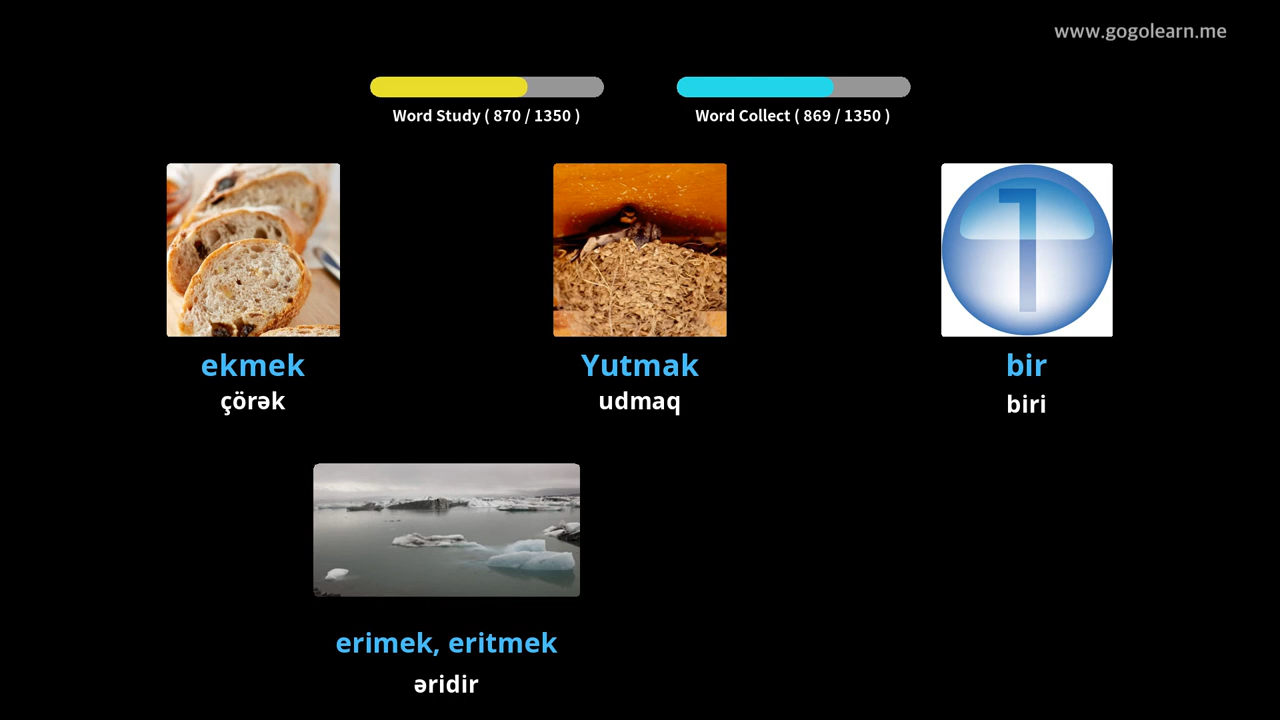 www.gogolearn.me
Word Study ( 870 / 1350 )
Word Collect ( 869 / 1350 )
ekmek
çörək
Yutmak
udmaq
1
bir
biri
erimek, eritmek
əridir